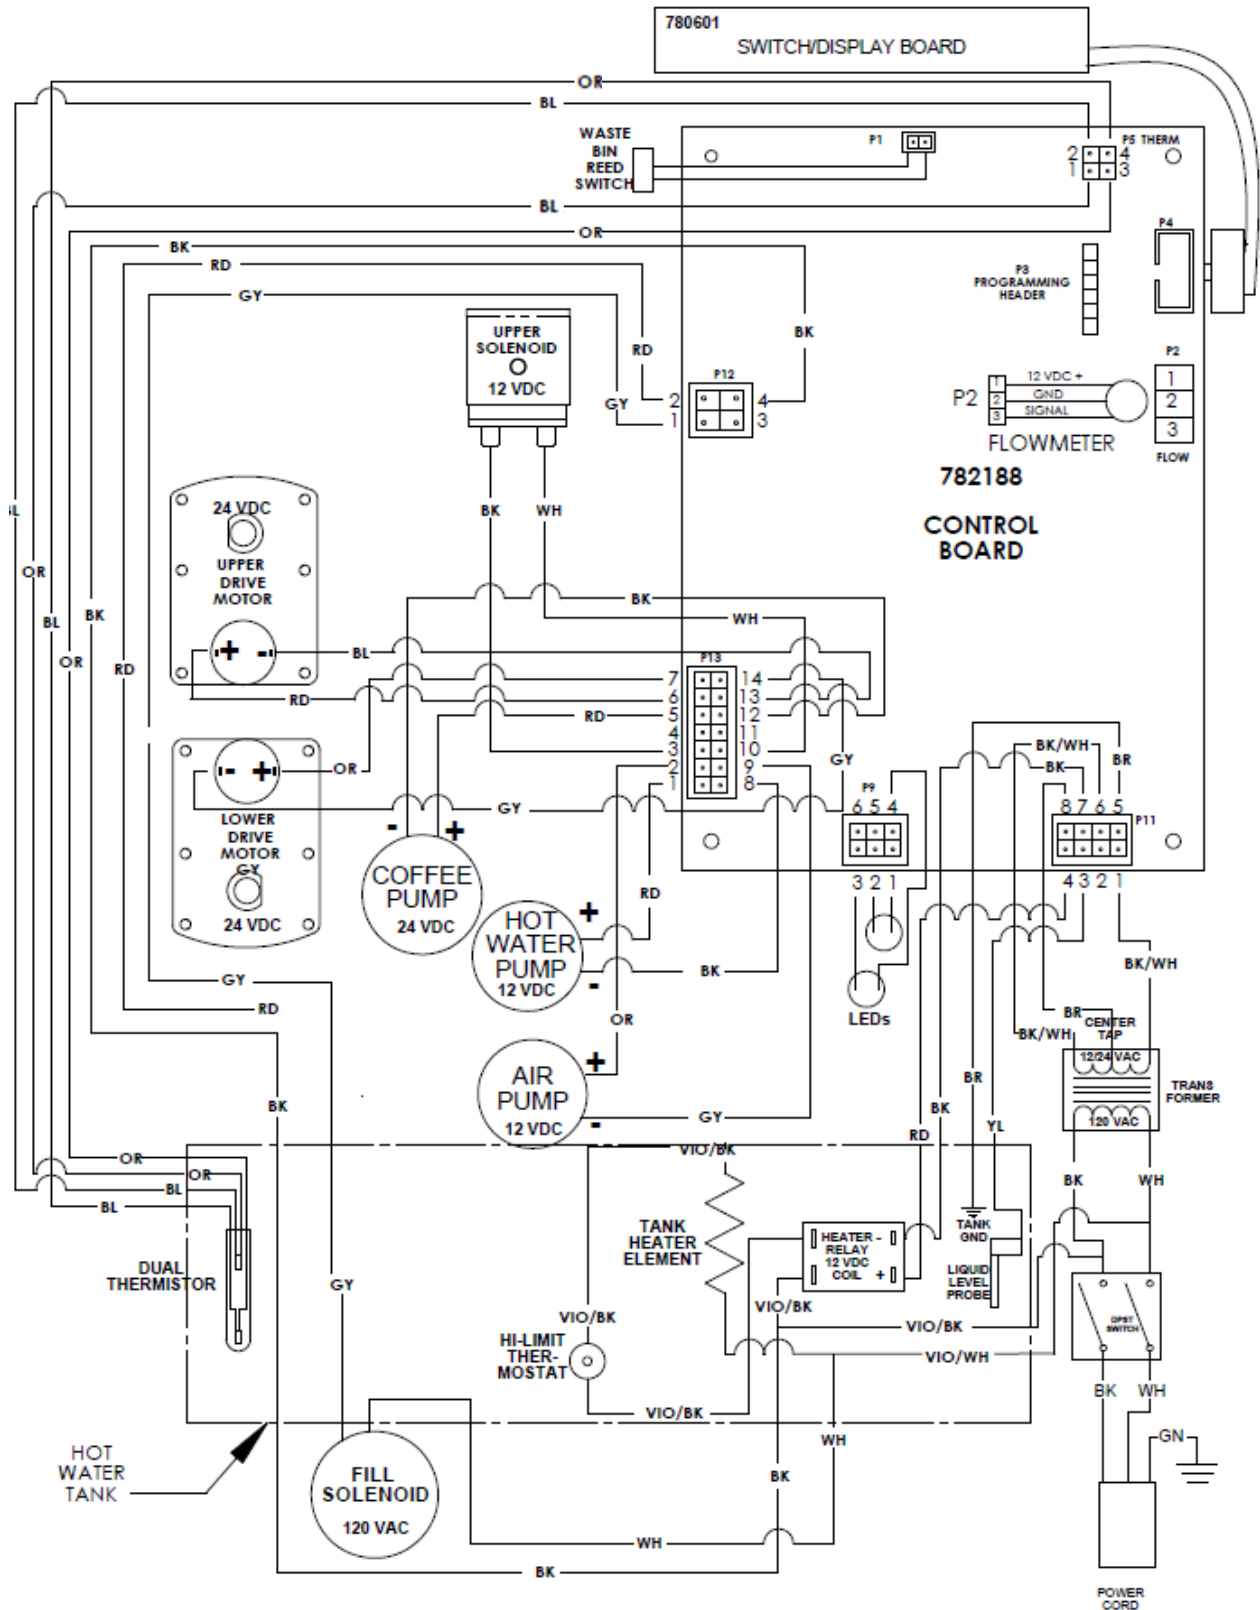 780601
SWITCH/DISPLAY BOARD
OR
BL
WASTE
BIN
REED
SWITCH
P1
P5 THERM
2
4
1
3
BL
OR
BK
RD
GY
P4
P3
PROGRAMMING
HEADER
UPPER
SOLENOID
12 VDC
RD
BK
GY
P12
2
4
1
3
P2
1
2
3
12 VDC +
GND
SIGNAL
FLOWMETER
P2
1
2
3
FLOW
782188
CONTROL
BOARD
BK
WH
24 VDC
UPPER
DRIVE
MOTOR
+
-
BL
OR
BK
BL
OR
RD
BK
WH
BL
RD
RD
P13
7
14
6
13
5
12
4
11
3
10
2
9
1
8
GY
BK/WH
BR
BK
- +
OR
LOWER
DRIVE
MOTOR
GY
24 VDC
GY
P9
6 5 4
3 2 1
8 7 6 5
P11
4 3 2 1
- +
COFFEE
PUMP
24 VDC
RD
+
HOT
WATER
PUMP
12 VDC
-
BK
LEDs
BK/WH
GY
RD
OR
BR
CENTER
TAP
BK/WH
12/24 VAC
TRANS
FORMER
120 VAC
+
AIR
PUMP
12 VDC
-
GY
BK
BR
BK
RD
YL
VIO/BK
OR
OR
BL
BL
BK
WH
DUAL
THERMISTOR
TANK
HEATER
ELEMENT
HEATER -
RELAY
12 VDC
COIL +
TANK
GND
LIQUID
LEVEL
PROBE
GY
VIO/BK
VIO/BK
VIO/BK
DPST
SWITCH
HI-LIMIT
THER-
MOSTAT
VIO/WH
VIO/BK
BK
WH
WH
GN
HOT
WATER
TANK
FILL
SOLENOID
120 VAC
BK
WH
BK
POWER
CORD